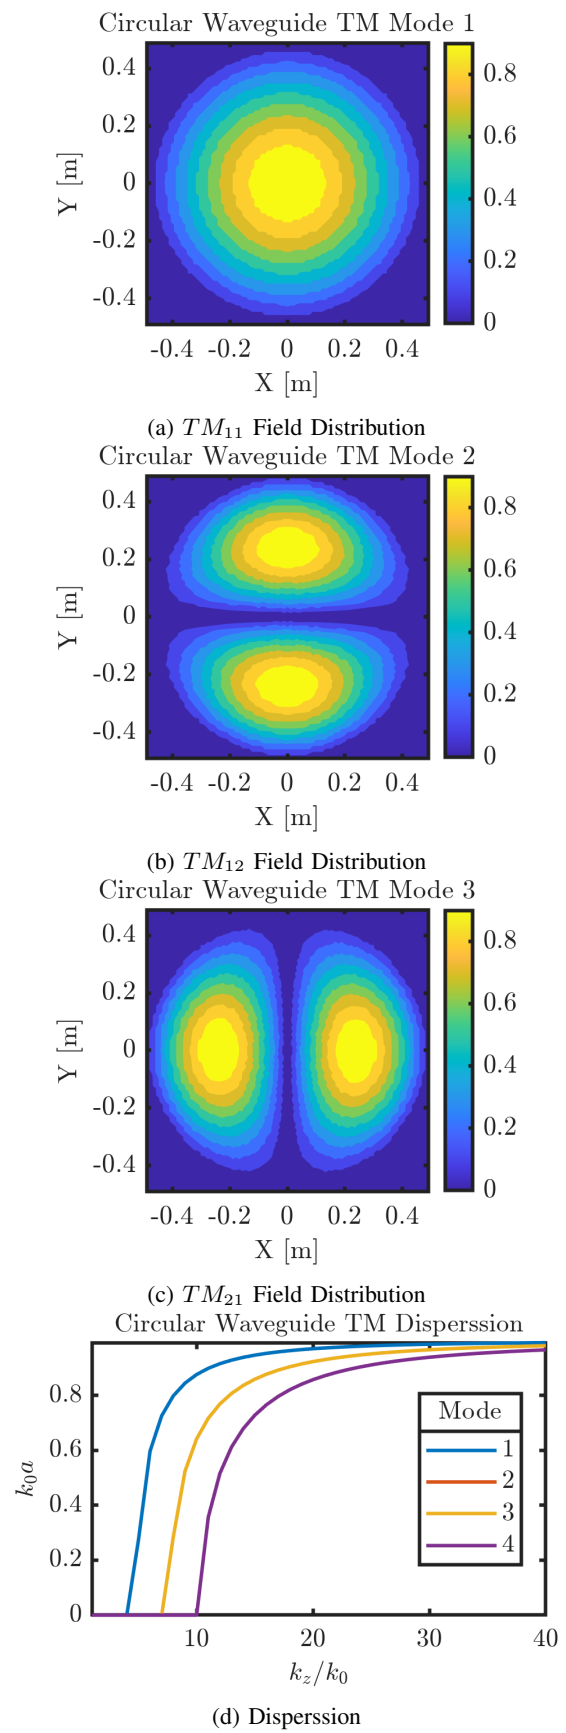 Circular Waveguide TM Mode 1
0.4
0.2
0
-0.2
-0.4
Y [m]
-0.4 -0.2 0 0.2 0.4
X [m]
0.8
0.6
0.4
0.2
0
(a) TM₁₁ Field Distribution
Circular Waveguide TM Mode 2
0.4
0.2
0
-0.2
-0.4
Y [m]
-0.4 -0.2 0 0.2 0.4
X [m]
0.8
0.6
0.4
0.2
0
(b) TM₁₂ Field Distribution
Circular Waveguide TM Mode 3
0.4
0.2
0
-0.2
-0.4
Y [m]
-0.4 -0.2 0 0.2 0.4
X [m]
0.8
0.6
0.4
0.2
0
(c) TM₂₁ Field Distribution
Circular Waveguide TM Disperssion
0.8
0.6
0.4
0.2
0
k₀a
Mode
1
2
3
4
10 20 30 40
k_z/k₀
(d) Disperssion